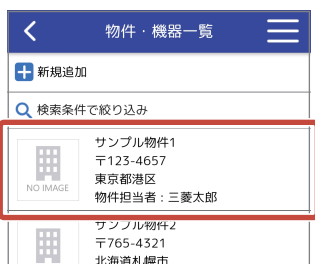 物件・機器一覧
新規追加
検索条件で絞り込み
サンプル物件1
〒123-4657
東京都港区
物件担当者：三菱太郎
NO IMAGE
サンプル物件2
〒765-4321
北海道札幌市